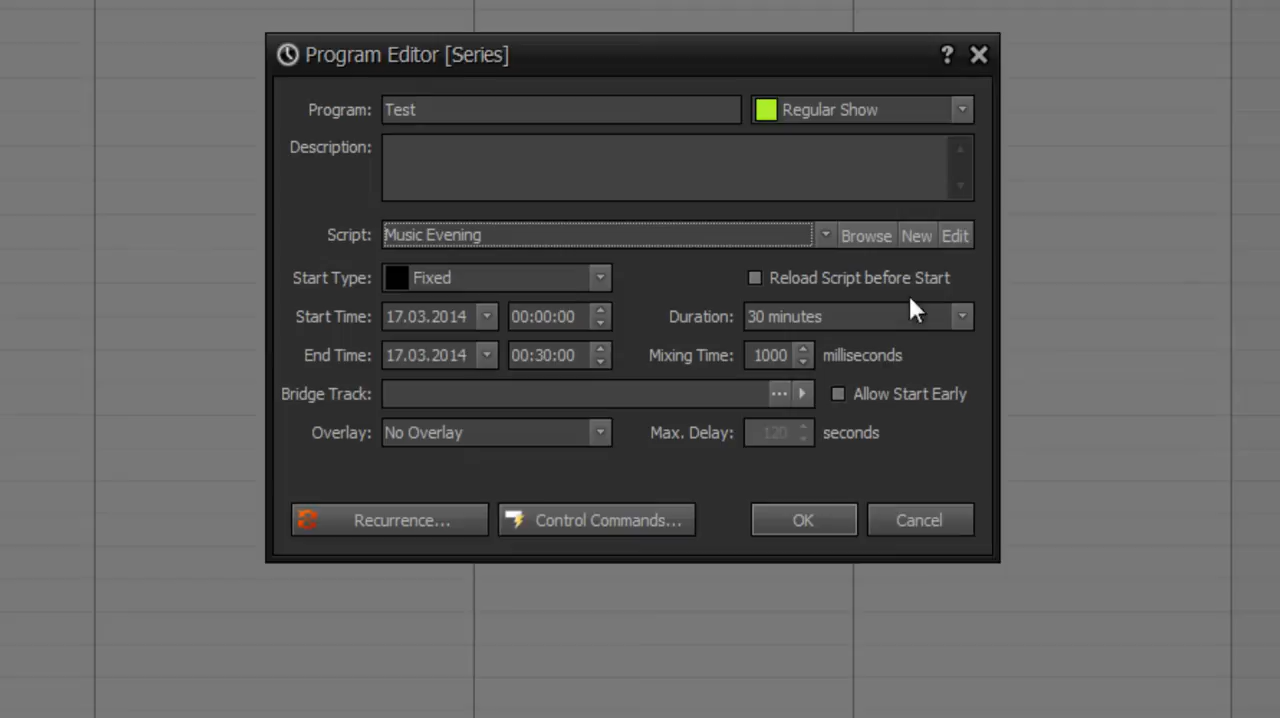 Program Editor [Series] ?
Program: Test Regular Show
Description:
Script: Music Evening Browse New Edit
Start Type: Fixed Reload Script before Start
Start Time: 17.03.2014 00:00:00 Duration: 30 minutes
End Time: 17.03.2014 00:30:00 Mixing Time: 1000 milliseconds
Bridge Track: ... Allow Start Early
Overlay: No Overlay Max. Delay: 120 seconds
Recurrence... Control Commands... OK Cancel